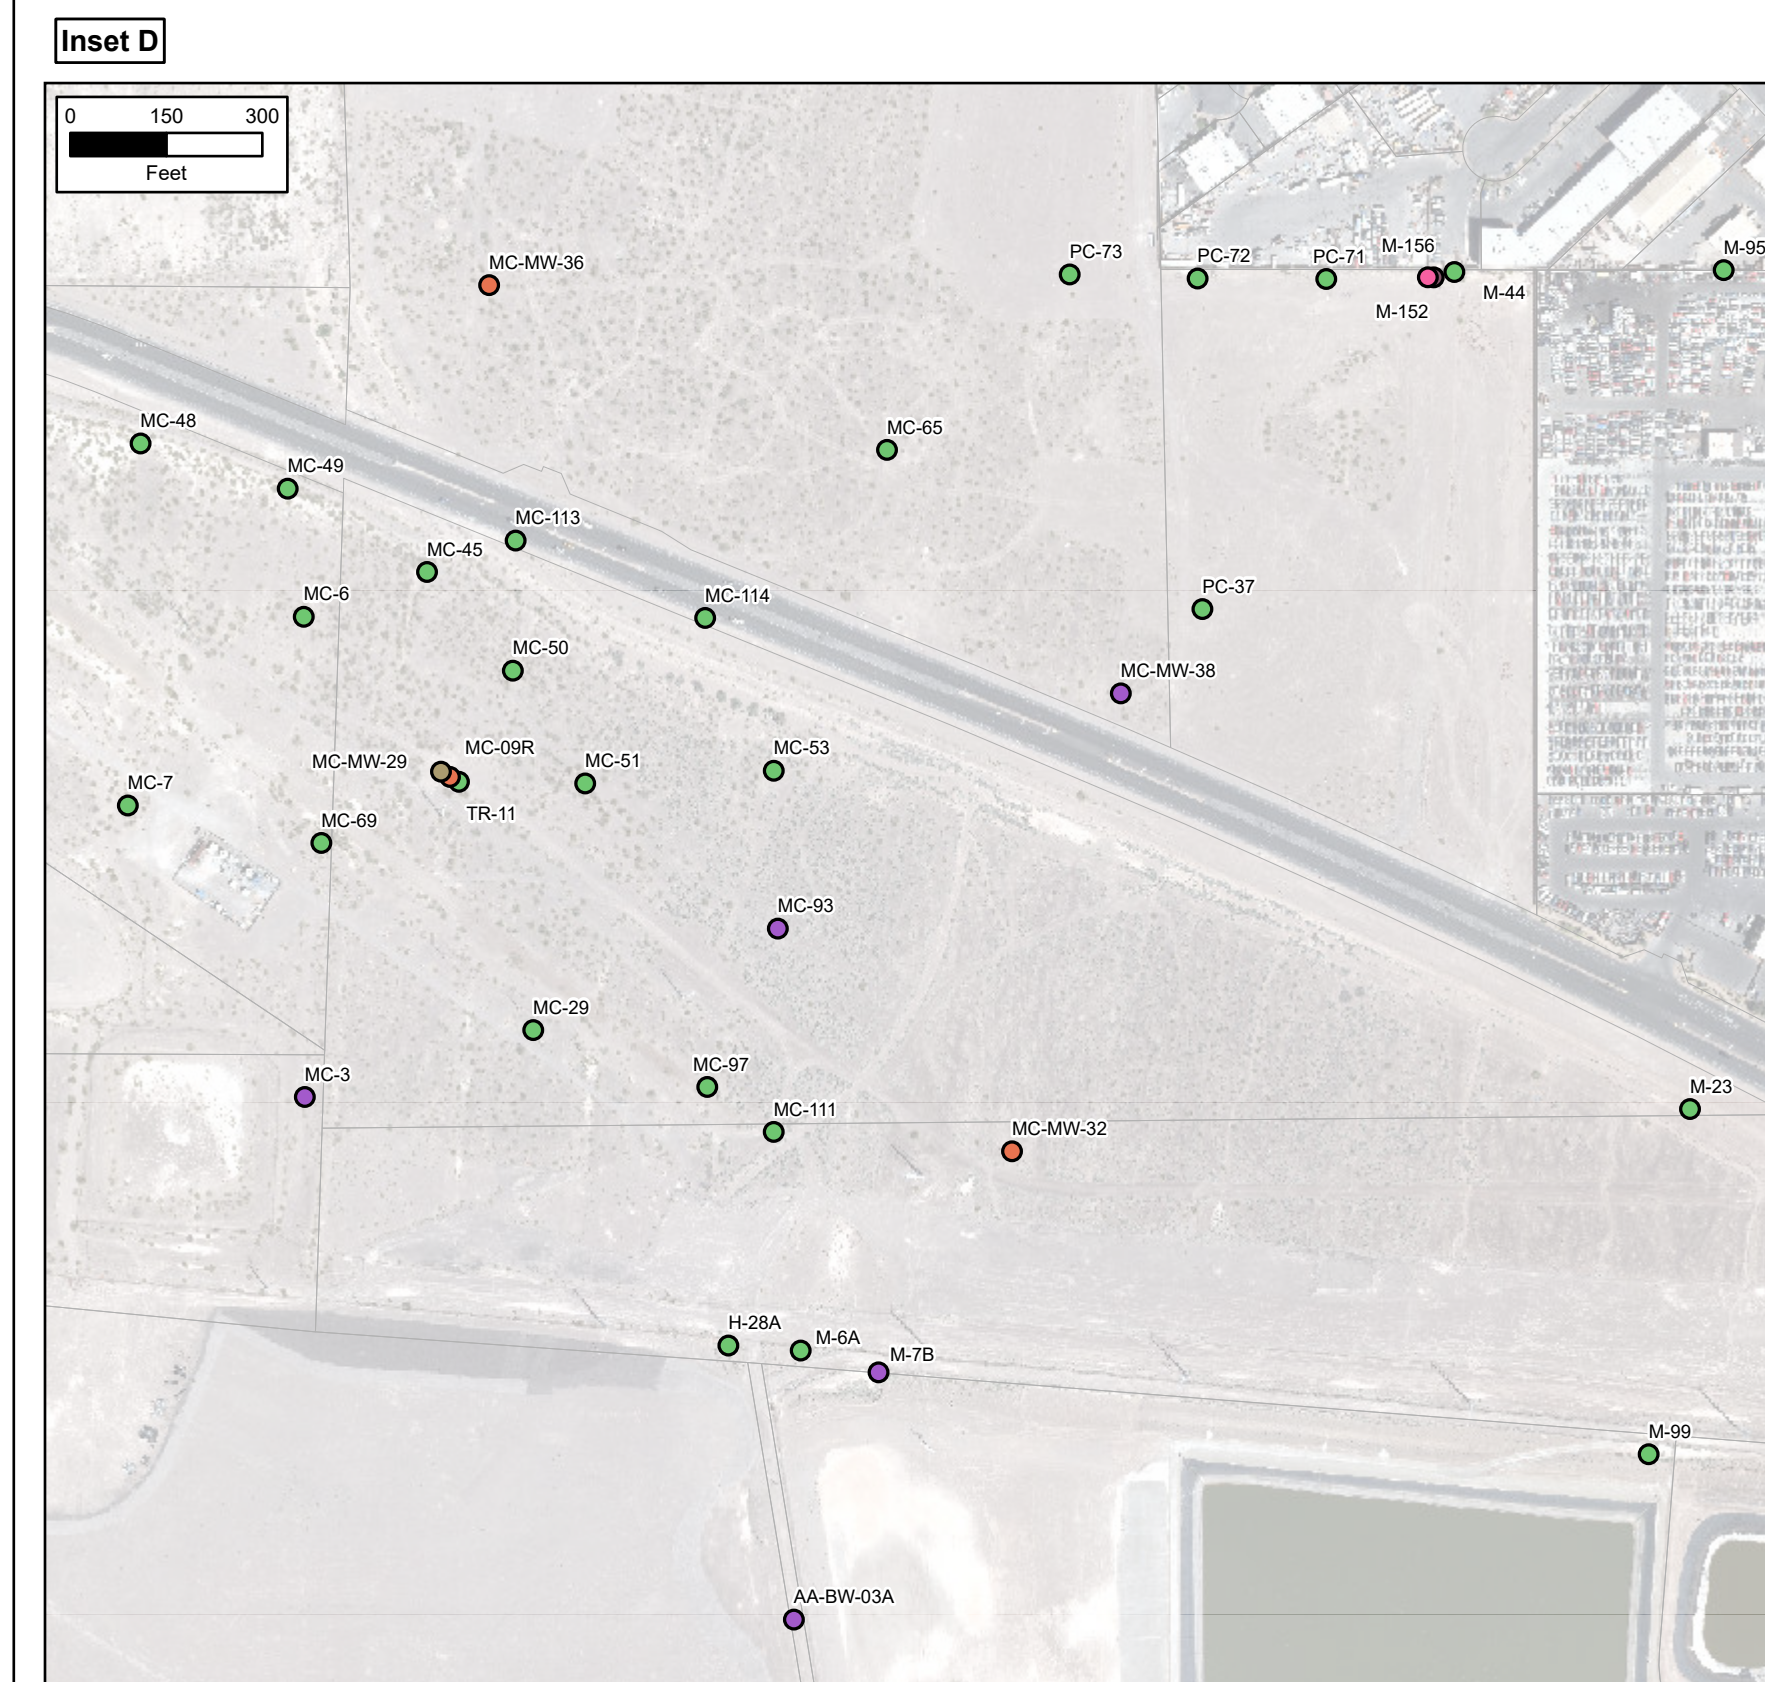 Inset D
0 150 300
Feet
M-156
M-95
PC-73
PC-72
PC-71
MC-MW-36
M-44
M-152
MC-48
MC-65
MC-49
MC-113
MC-45
MC-6
MC-114
PC-37
MC-50
MC-MW-38
MC-09R
MC-53
MC-MW-29
MC-51
MC-7
TR-11
MC-69
MC-93
MC-29
MC-97
MC-3
M-23
MC-111
MC-MW-32
H-28A
M-6A
M-7B
M-99
AA-BW-03A